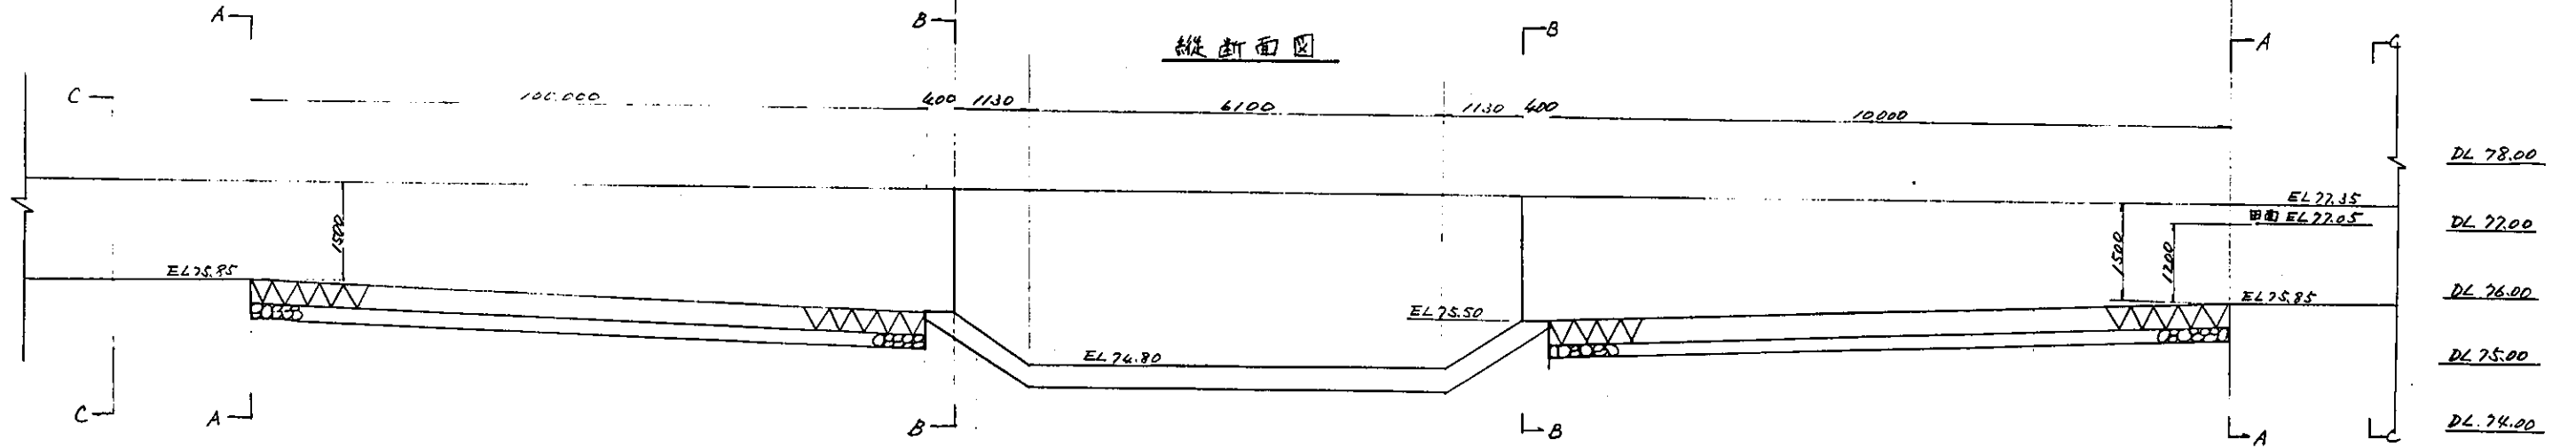 縦断面図
A
B
B
A
C
C
100.000
400
1130
6100
1130
400
10.000
DL 78.00
EL 77.35
田面 EL 77.05
DL 77.00
1500
1500
1200
EL 75.85
EL 75.85
DL 76.00
EL 75.50
EL 74.80
DL 75.00
C
A
B
B
A
C
DL 74.00